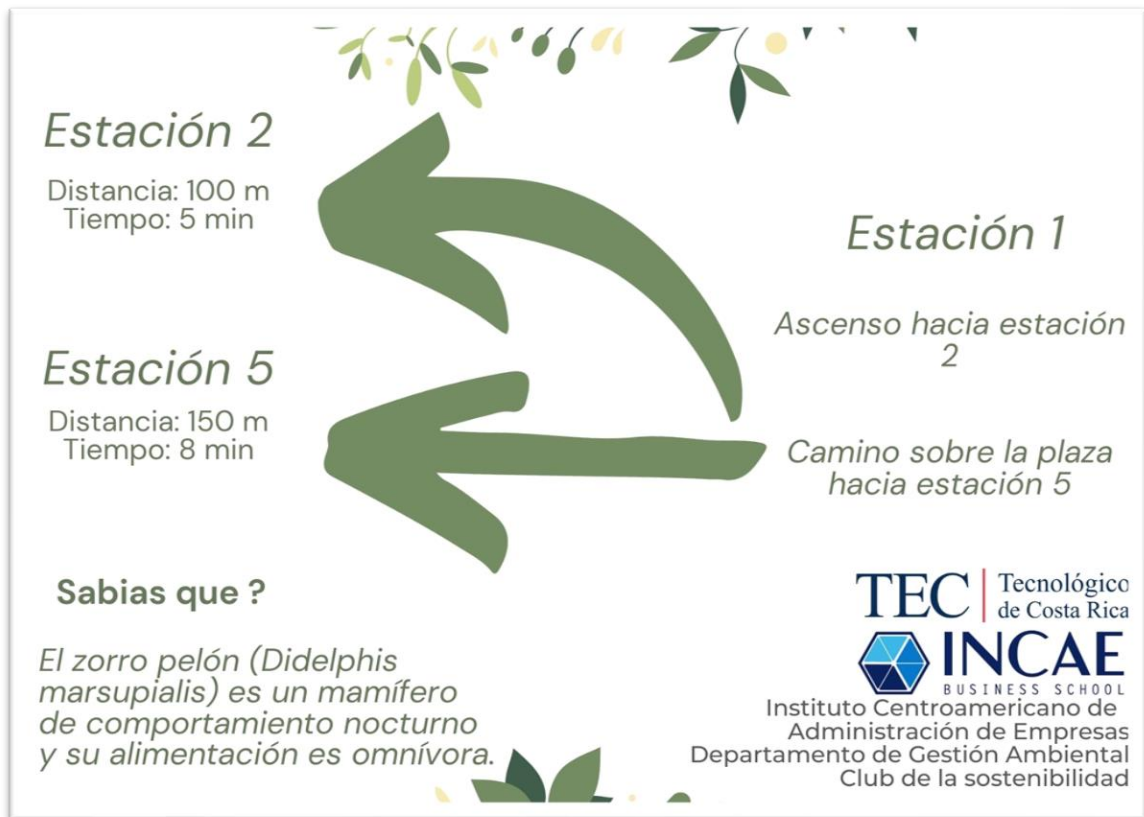 Estación 2
Distancia: 100 m
Tiempo: 5 min
Estación 1
Ascenso hacia estación
2
Estación 5
Distancia: 150 m
Tiempo: 8 min
Camino sobre la plaza
hacia estación 5
Sabias que ?
El zorro pelón (Didelphis
marsupialis) es un mamífero
de comportamiento nocturno
y su alimentación es omnívora.
TEC | Tecnológico
de Costa Rica
INCAE
BUSINESS SCHOOL
Instituto Centroamericano de
Administración de Empresas
Departamento de Gestión Ambiental
Club de la sostenibilidad